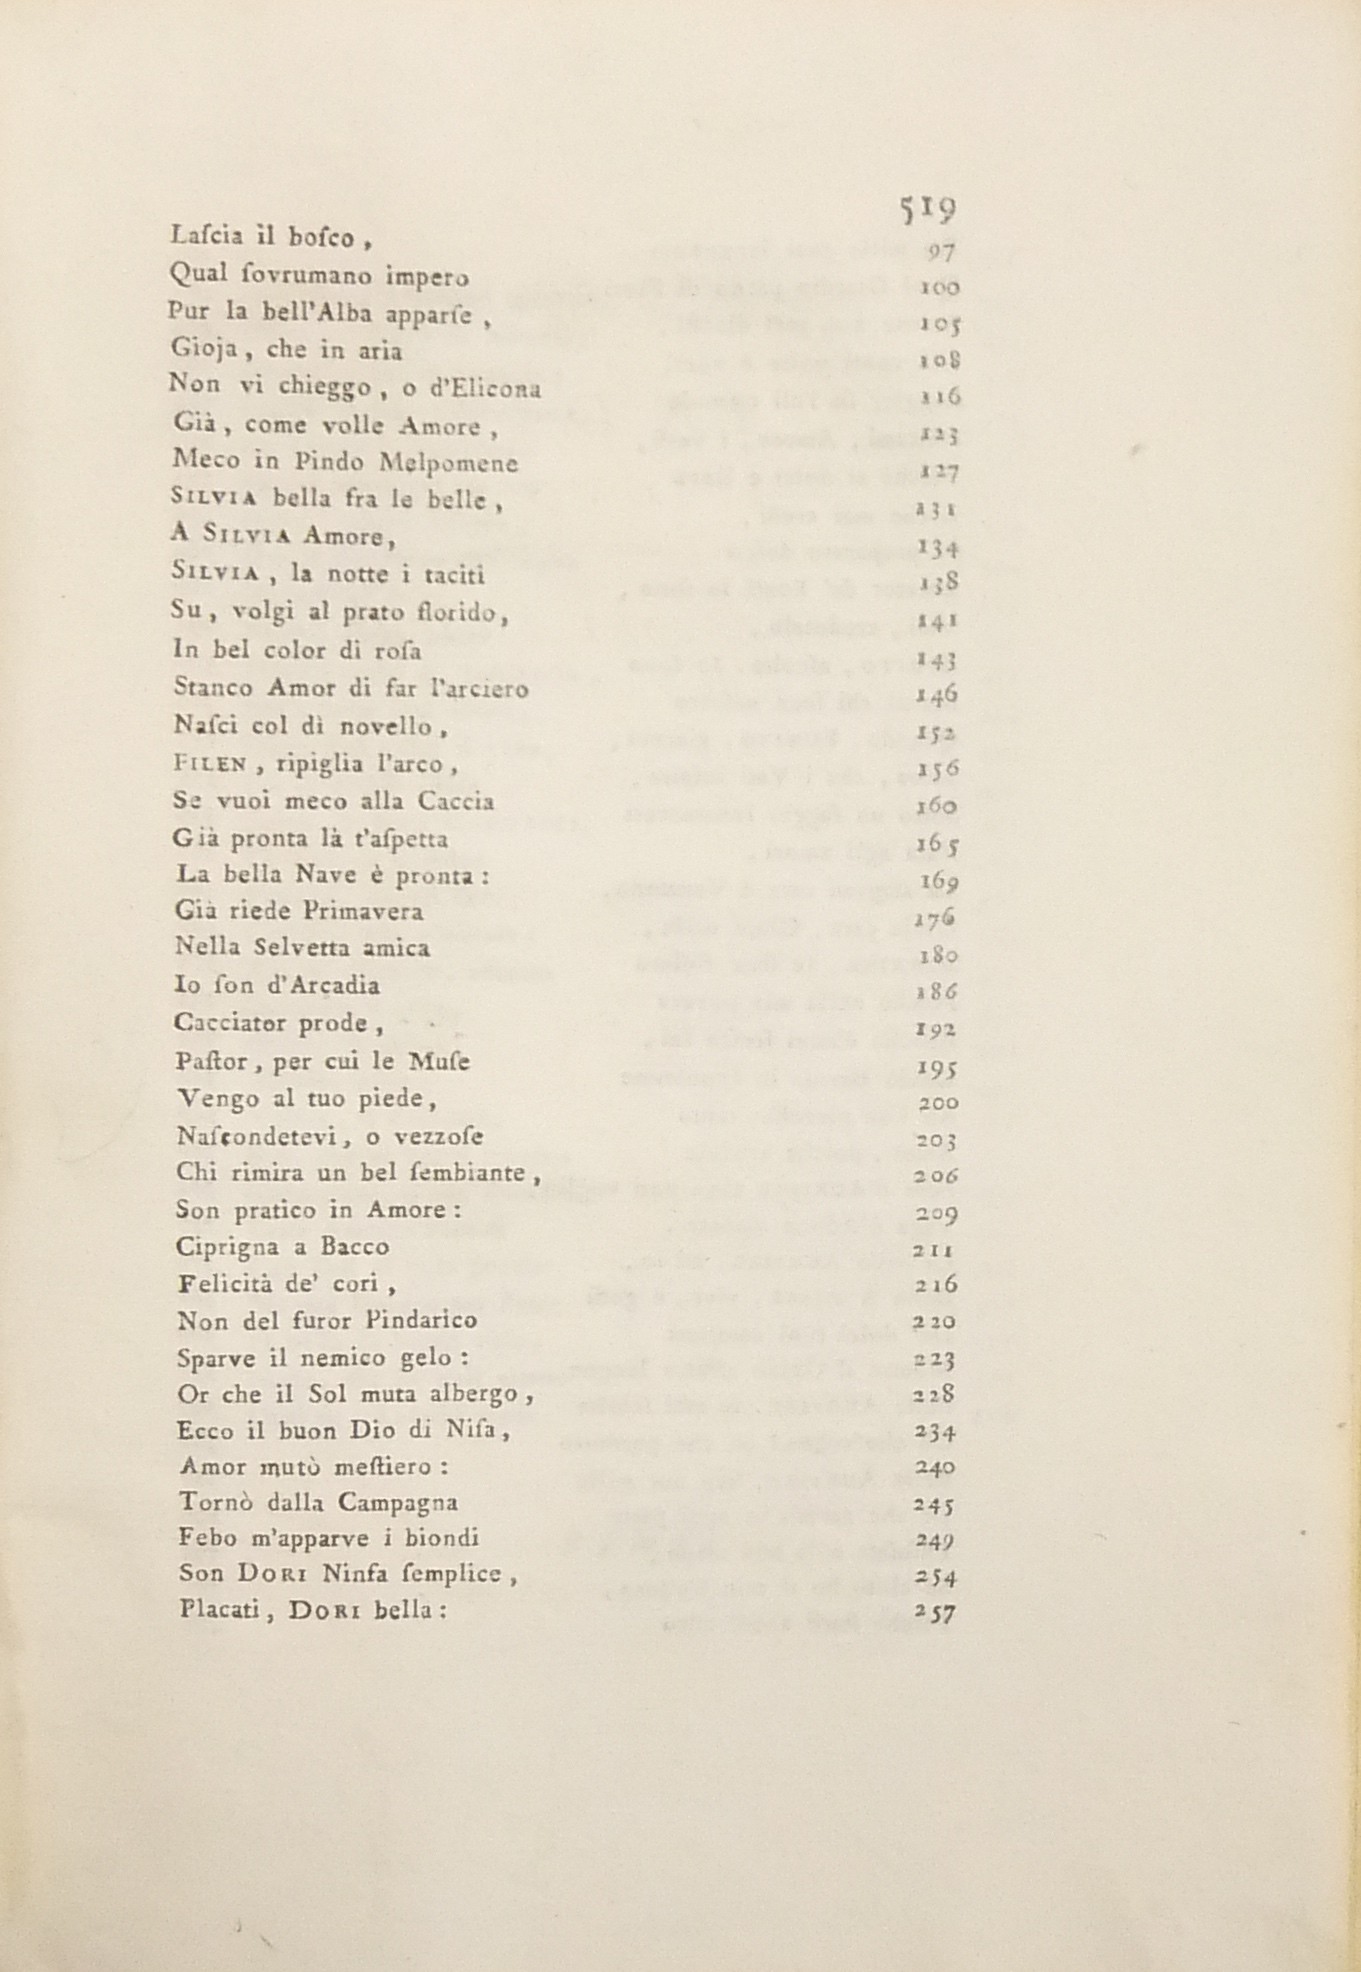 519
Laſcia il boſco , 97
Qual ſovrumano impero 100
Pur la bell'Alba apparſe , 105
Gioja , che in aria 108
Non vi chieggo , o d'Elicona 116
Già , come volle Amore , 123
Meco in Pindo Melpomene 127
SILVIA bella fra le belle , 131
A SILVIA Amore, 134
SILVIA , la notte i taciti 138
Su , volgi al prato florido, 141
In bel color di roſa 143
Stanco Amor di far l'arciero 146
Naſci col dì novello , 152
FILEN , ripiglia l'arco , 156
Se vuoi meco alla Caccia 160
Già pronta là t'aſpetta 165
La bella Nave è pronta : 169
Già riede Primavera 176
Nella Selvetta amica 180
Io ſon d'Arcadia 186
Cacciator prode , 192
Paſtor , per cui le Muſe 195
Vengo al tuo piede, 200
Naſcondetevi, o vezzoſe 203
Chi rimira un bel ſembiante , 206
Son pratico in Amore : 209
Ciprigna a Bacco 211
Felicità de' cori , 216
Non del furor Pindarico 220
Sparve il nemico gelo : 223
Or che il Sol muta albergo , 228
Ecco il buon Dio di Niſa , 234
Amor mutò meſtiero : 240
Tornò dalla Campagna 245
Febo m'apparve i biondi 249
Son DORI Ninfa ſemplice , 254
Placati , DORI bella : 257